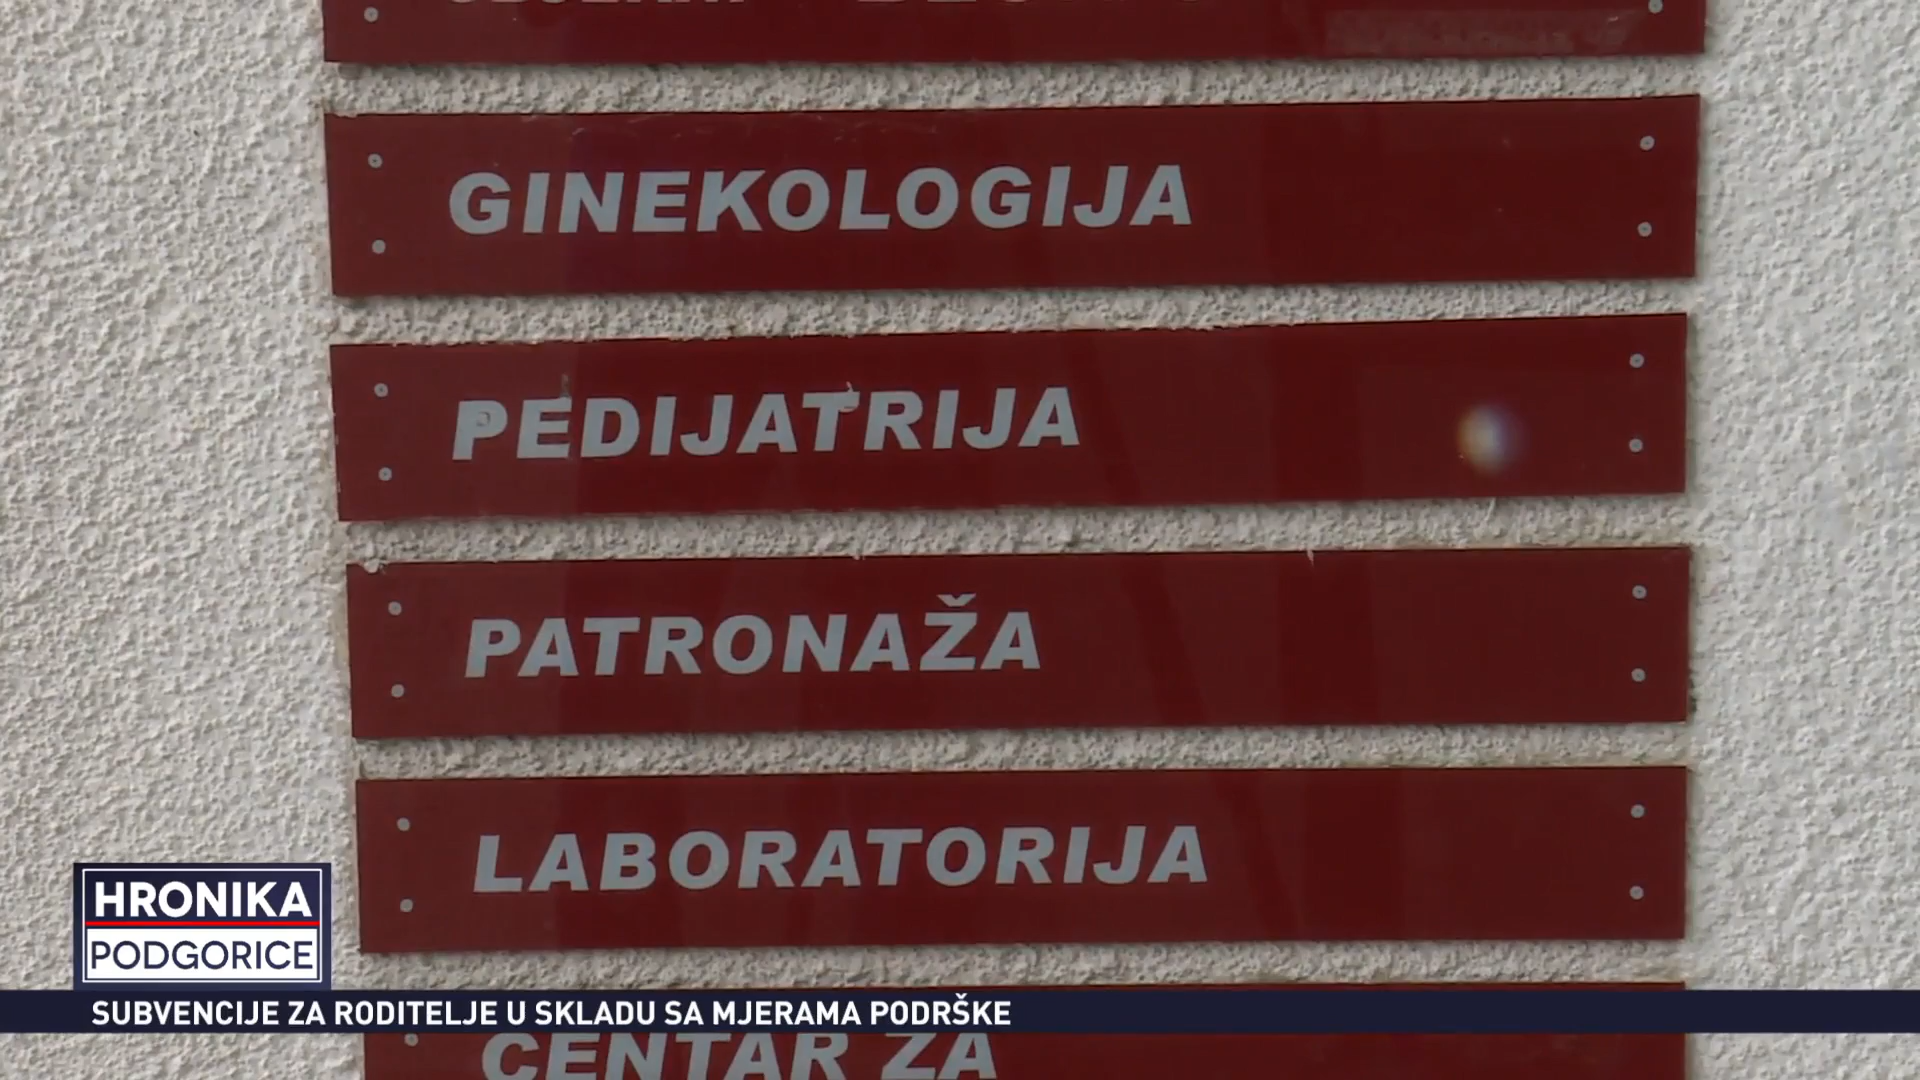 GINEKOLOGIJA
PEDIJATRIJA
PATRONAŽA
LABORATORIJA
HRONIKA
PODGORICE
SUBVENCIJE ZA RODITELJE U SKLADU SA MJERAMA PODRŠKE
CENTAR ZA